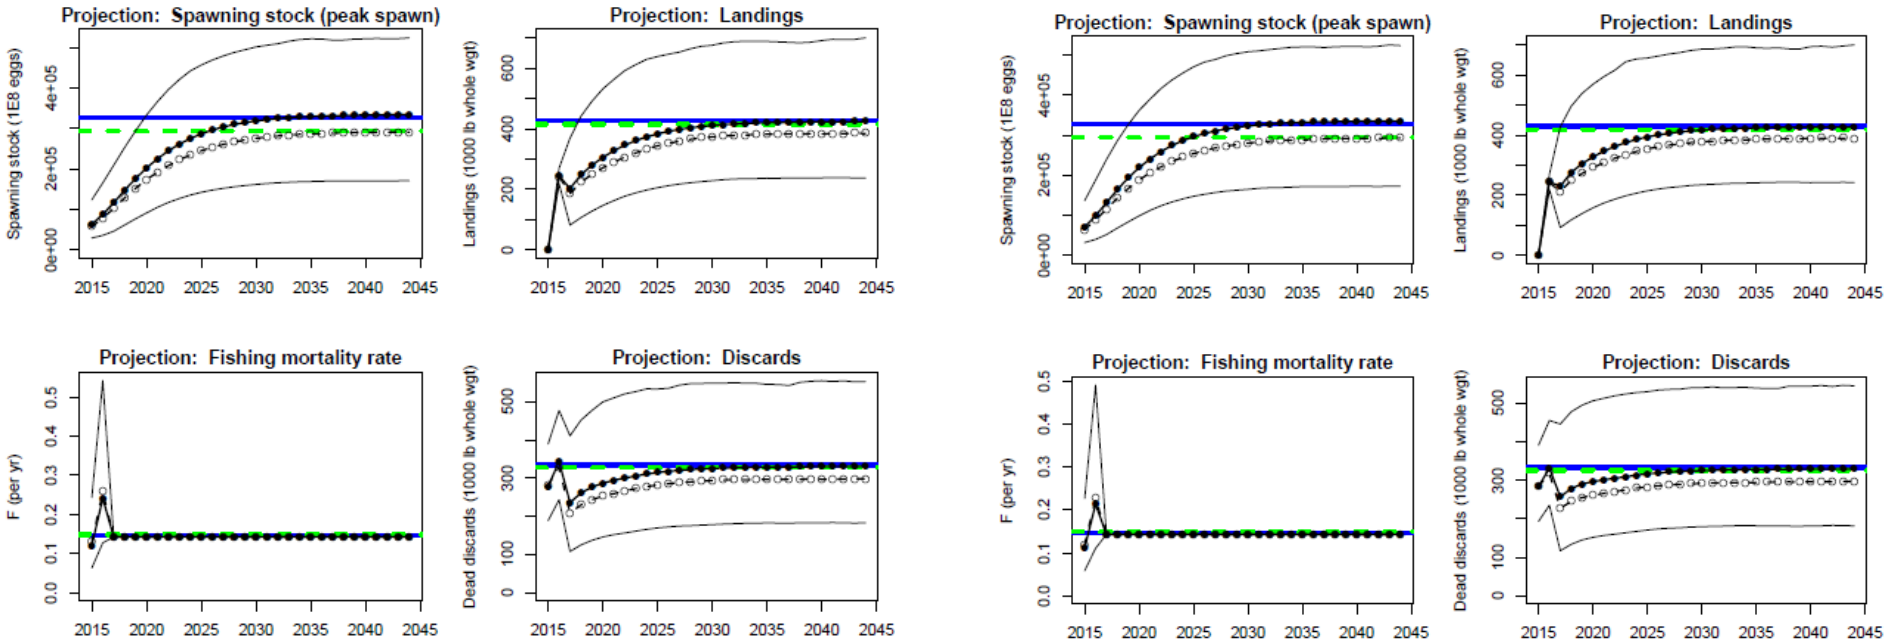 Projection: Spawning stock (peak spawn)
Spawning stock (1E8 eggs)
0e+00 2e+05 4e+05
2015 2020 2025 2030 2035 2040 2045
Projection: Landings
Landings (1000 lb whole wgt)
0 200 400 600
2015 2020 2025 2030 2035 2040 2045
Projection: Spawning stock (peak spawn)
Spawning stock (1E8 eggs)
0e+00 2e+05 4e+05
2015 2020 2025 2030 2035 2040 2045
Projection: Landings
Landings (1000 lb whole wgt)
0 200 400 600
2015 2020 2025 2030 2035 2040 2045
Projection: Fishing mortality rate
F (per yr)
0.0 0.1 0.2 0.3 0.4 0.5
2015 2020 2025 2030 2035 2040 2045
Projection: Discards
Dead discards (1000 lb whole wgt)
0 100 300 500
2015 2020 2025 2030 2035 2040 2045
Projection: Fishing mortality rate
F (per yr)
0.0 0.1 0.2 0.3 0.4 0.5
2015 2020 2025 2030 2035 2040 2045
Projection: Discards
Dead discards (1000 lb whole wgt)
0 100 300 500
2015 2020 2025 2030 2035 2040 2045